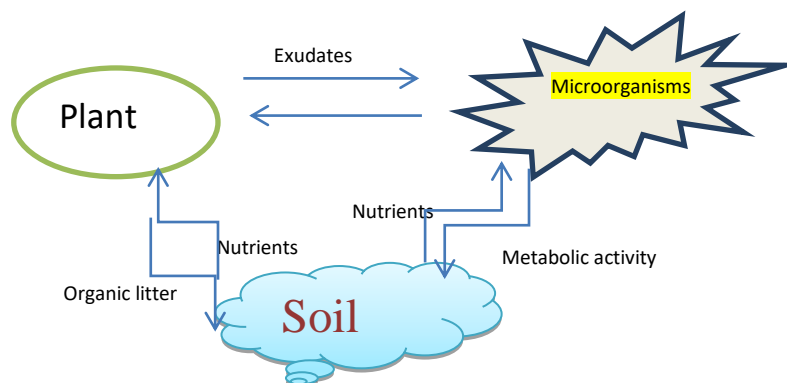 Exudates
Microorganisms
Plant
Nutrients
Nutrients
Metabolic activity
Organic litter
Soil